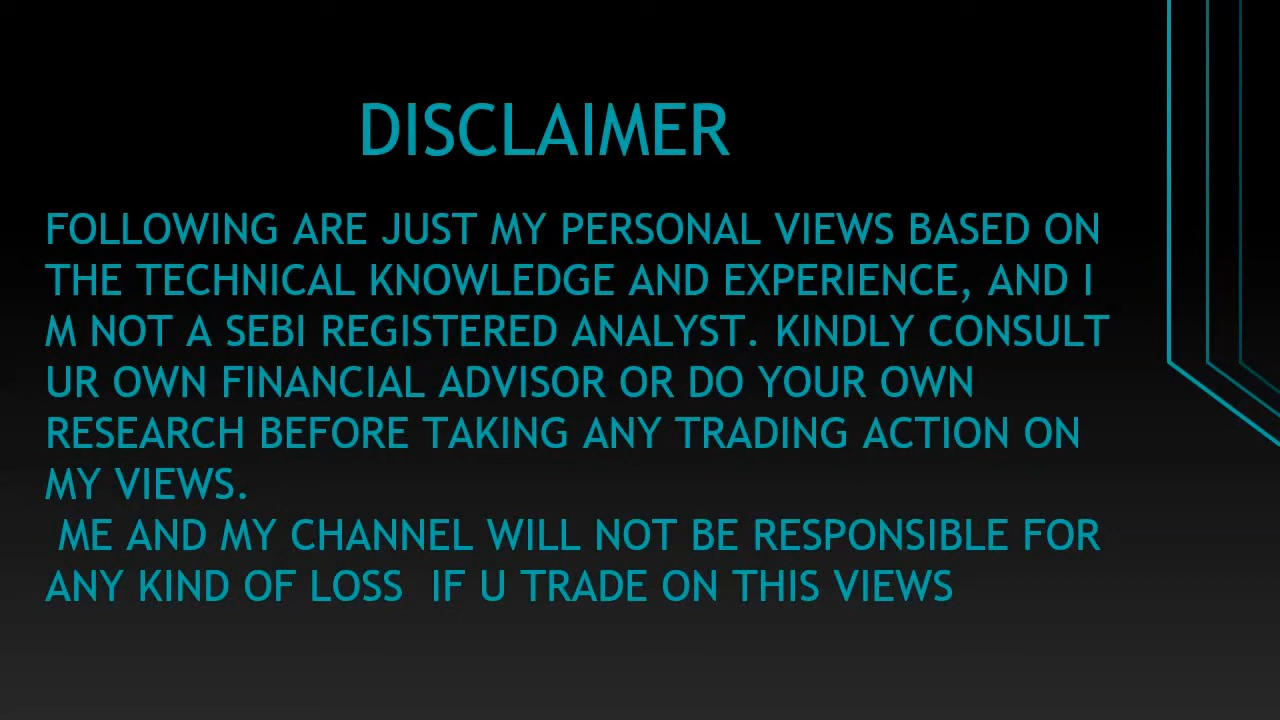 DISCLAIMER
FOLLOWING ARE JUST MY PERSONAL VIEWS BASED ON
THE TECHNICAL KNOWLEDGE AND EXPERIENCE, AND I
M NOT A SEBI REGISTERED ANALYST. KINDLY CONSULT
UR OWN FINANCIAL ADVISOR OR DO YOUR OWN
RESEARCH BEFORE TAKING ANY TRADING ACTION ON
MY VIEWS.
ME AND MY CHANNEL WILL NOT BE RESPONSIBLE FOR
ANY KIND OF LOSS  IF U TRADE ON THIS VIEWS